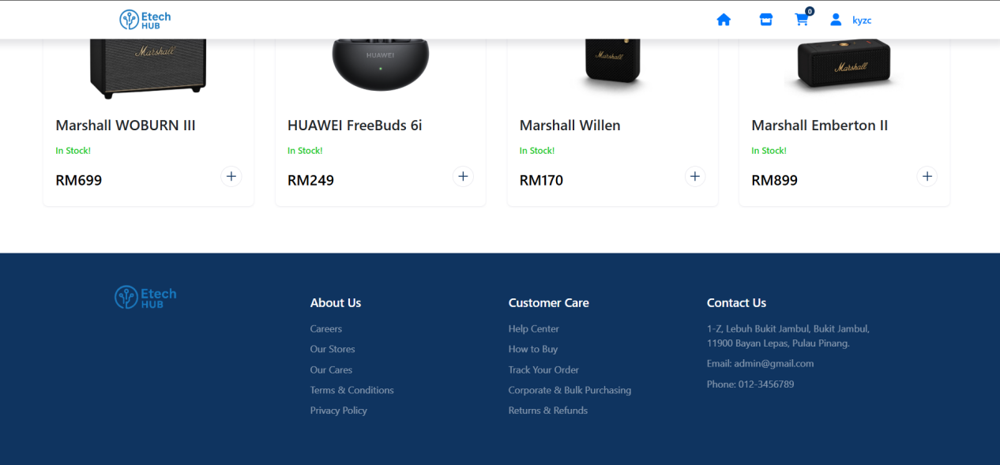 Etech
HUB
0
kyzc
Marshall
HUAWEI
Marshall
Marshall
Marshall WOBURN III
HUAWEI FreeBuds 6i
Marshall Willen
Marshall Emberton II
In Stock!
In Stock!
In Stock!
In Stock!
RM699
RM249
RM170
RM899
Etech
HUB
About Us
Careers
Our Stores
Our Cares
Terms & Conditions
Privacy Policy
Customer Care
Help Center
How to Buy
Track Your Order
Corporate & Bulk Purchasing
Returns & Refunds
Contact Us
1-Z, Lebuh Bukit Jambul, Bukit Jambul,
11900 Bayan Lepas, Pulau Pinang.
Email: admin@gmail.com
Phone: 012-3456789